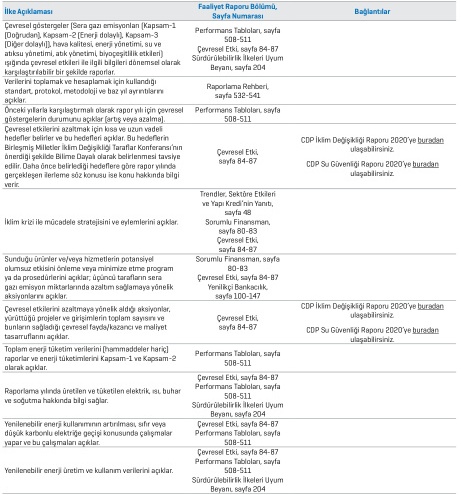 İlke Açıklaması
Faaliyet Raporu Bölümü,
Sayfa Numarası
Bağlantılar
Çevresel göstergeler (Sera gazı emisyonları (Kapsam-1
(Doğrudan), Kapsam-2 (Enerji dolaylı), Kapsam-3
(Diğer dolaylı)), hava kalitesi, enerji yönetimi, su ve
atıksu yönetimi, atık yönetimi, biyoçeşitlilik etkileri)
ışığında çevresel etkileri ile ilgili bilgileri dönemsel olarak
karşılaştırılabilir bir şekilde raporlar.
Performans Tabloları, sayfa
508-511
Çevresel Etki, sayfa 84-87
Sürdürülebilirlik İlkeleri Uyum
Beyanı, sayfa 204
Verilerini toplamak ve hesaplamak için kullandığı
standart, protokol, metodoloji ve baz yıl ayrıntılarını
açıklar.
Raporlama Rehberi,
sayfa 532-541
Önceki yıllarla karşılaştırmalı olarak rapor yılı için çevresel
göstergelerin durumunu açıklar (artış veya azalma).
Performans Tabloları, sayfa
508-511
Çevresel etkilerini azaltmak için kısa ve uzun vadeli
hedefler belirler ve bu hedefleri açıklar. Bu hedeflerin
Birleşmiş Milletler İklim Değişikliği Taraflar Konferansı'nın
önerdiği şekilde Bilime Dayalı olarak belirlenmesi tavsiye
edilir. Daha önce belirlediği hedeflere göre rapor yılında
gerçekleşen ilerleme söz konusu ise konu hakkında bilgi
verir.
Çevresel Etki,
sayfa 84-87
CDP İklim Değişikliği Raporu 2020'ye buradan
ulaşabilirsiniz.
CDP Su Güvenliği Raporu 2020'ye buradan
ulaşabilirsiniz.
İklim krizi ile mücadele stratejisini ve eylemlerini açıklar.
Trendler, Sektöre Etkileri
ve Yapı Kredi'nin Yanıtı,
sayfa 48
Sorumlu Finansman,
sayfa 80-83
Çevresel Etki,
sayfa 84-87
Sunduğu ürünler ve/veya hizmetlerin potansiyel
olumsuz etkisini önleme veya minimize etme program
ya da prosedürlerini açıklar; üçüncü tarafların sera
gazı emisyon miktarlarında azaltım sağlamaya yönelik
aksiyonlarını açıklar.
Sorumlu Finansman, sayfa
80-83
Çevresel Etki, sayfa 84-87
Yenilikçi Bankacılık,
sayfa 100-147
Çevresel etkilerini azaltmaya yönelik aldığı aksiyonlar,
yürüttüğü projeler ve girişimlerin toplam sayısını ve
bunların sağladığı çevresel fayda/kazancı ve maliyet
tasarruflarını açıklar.
Çevresel Etki,
sayfa 84-87
CDP İklim Değişikliği Raporu 2020'ye buradan
ulaşabilirsiniz.
CDP Su Güvenliği Raporu 2020'ye buradan
ulaşabilirsiniz.
Toplam enerji tüketim verilerini (hammaddeler hariç)
raporlar ve enerji tüketimlerini Kapsam-1 ve Kapsam-2
olarak açıklar.
Performans Tabloları, sayfa
508-511
Raporlama yılında üretilen ve tüketilen elektrik, ısı, buhar
ve soğutma hakkında bilgi sağlar.
Çevresel Etki, sayfa 84-87
Performans Tabloları, sayfa
508-511
Sürdürülebilirlik İlkeleri Uyum
Beyanı, sayfa 204
Yenilenebilir enerji kullanımının artırılması, sıfır veya
düşük karbonlu elektriğe geçişi konusunda çalışmalar
yapar ve bu çalışmaları açıklar.
Çevresel Etki, sayfa 84-87
Performans Tabloları, sayfa
508-511
Yenilenebilir enerji üretim ve kullanım verilerini açıklar.
Çevresel Etki, sayfa 84-87
Performans Tabloları, sayfa
508-511
Sürdürülebilirlik İlkeleri Uyum
Beyanı, sayfa 204